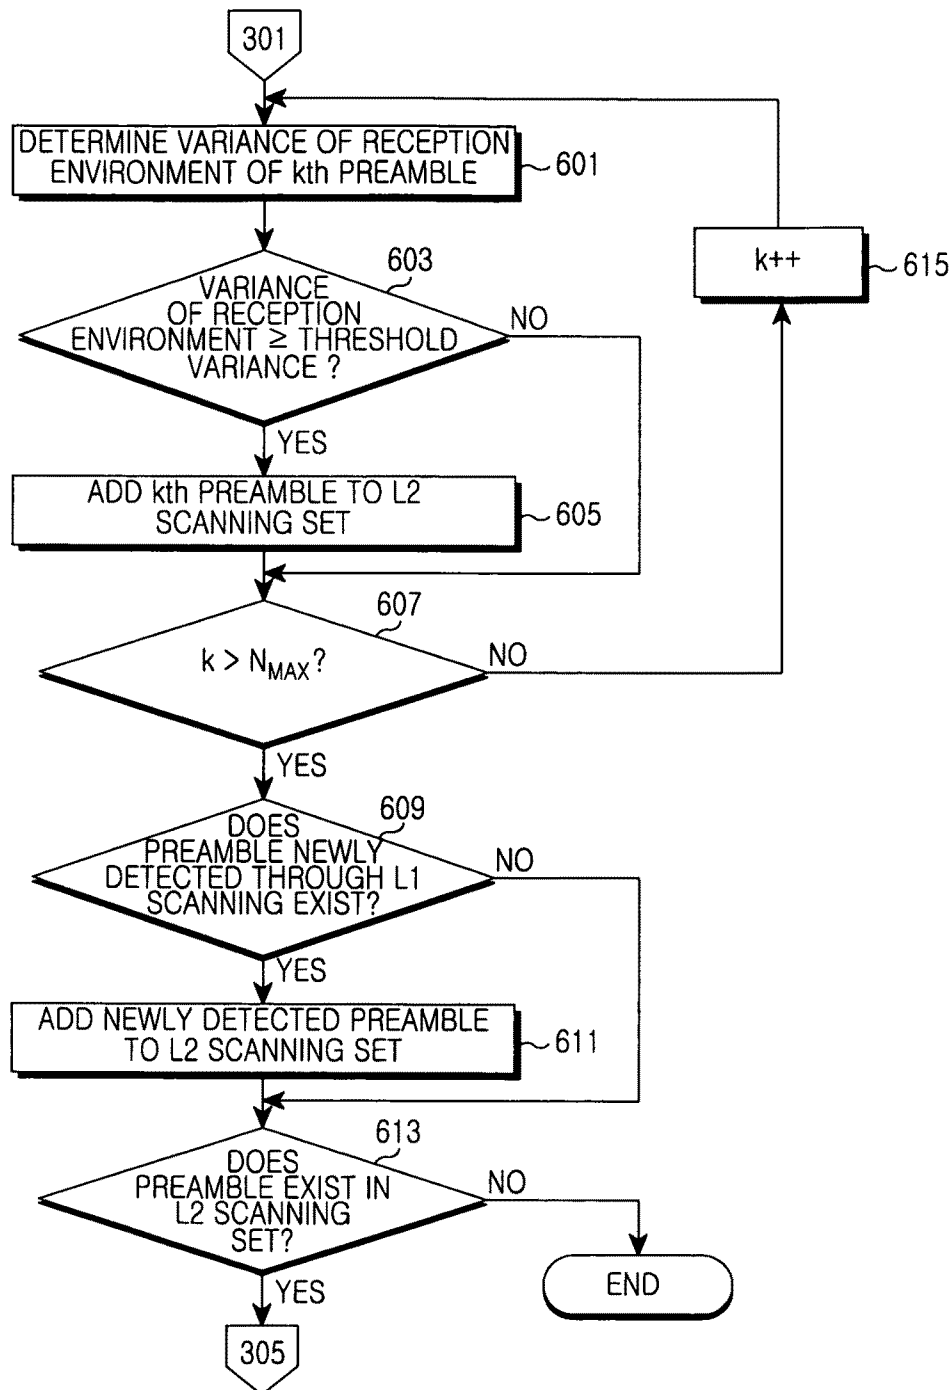 301
DETERMINE VARIANCE OF RECEPTION
ENVIRONMENT OF kth PREAMBLE
601
k++
615
603
VARIANCE
OF RECEPTION
ENVIRONMENT ≥ THRESHOLD
VARIANCE ?
NO
YES
ADD kth PREAMBLE TO L2
SCANNING SET
605
607
k > NMAX?
NO
YES
609
DOES
PREAMBLE NEWLY
DETECTED THROUGH L1
SCANNING EXIST?
NO
YES
ADD NEWLY DETECTED PREAMBLE
TO L2 SCANNING SET
611
613
DOES
PREAMBLE EXIST IN
L2 SCANNING
SET?
NO
YES
END
305